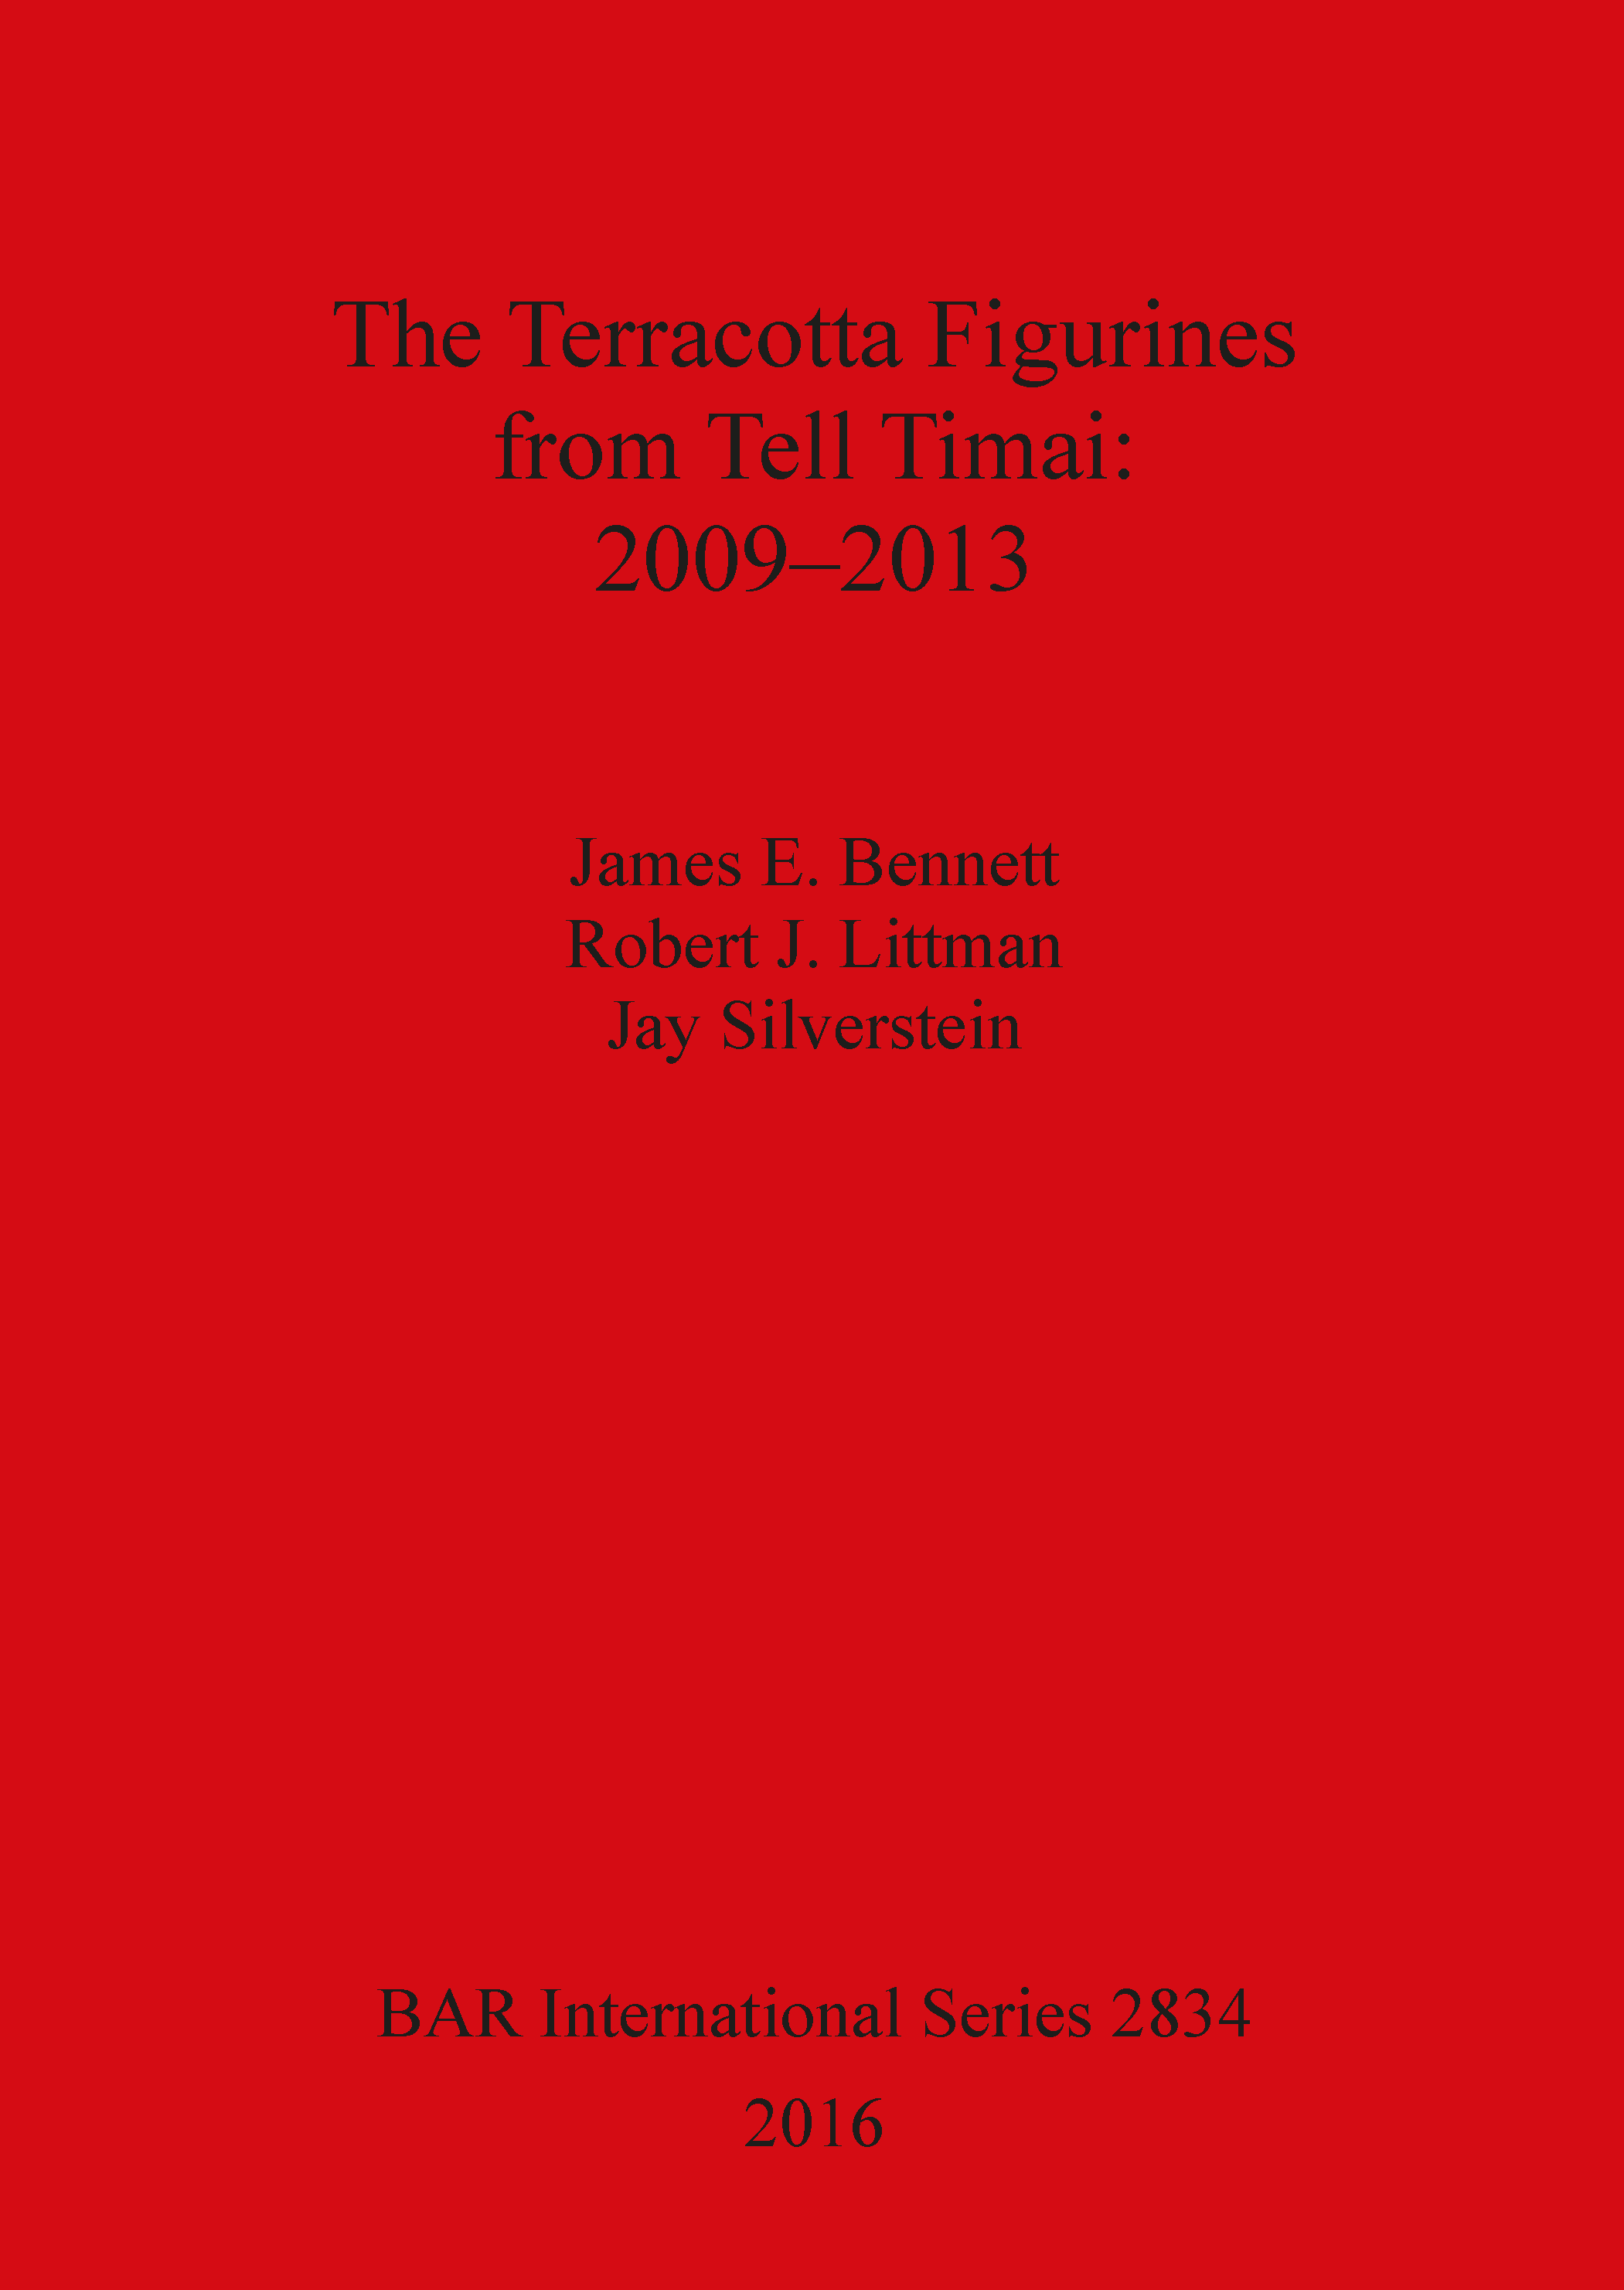 The Terracotta Figurines
from Tell Timai:
2009–2013
James E. Bennett
Robert J. Littman
Jay Silverstein
BAR International Series 2834
2016